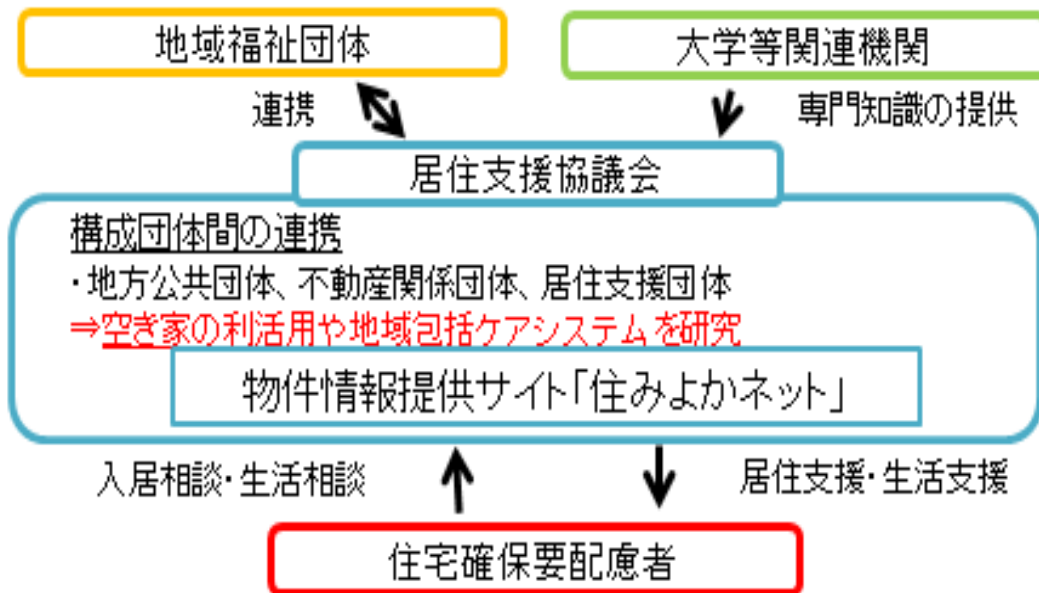 地域福祉団体
大学等関連機関
連携
専門知識の提供
居住支援協議会
構成団体間の連携
・地方公共団体、不動産関係団体、居住支援団体
⇒空き家の利活用や地域包括ケアシステムを研究
物件情報提供サイト「住みよかネット」
入居相談・生活相談
居住支援・生活支援
住宅確保要配慮者